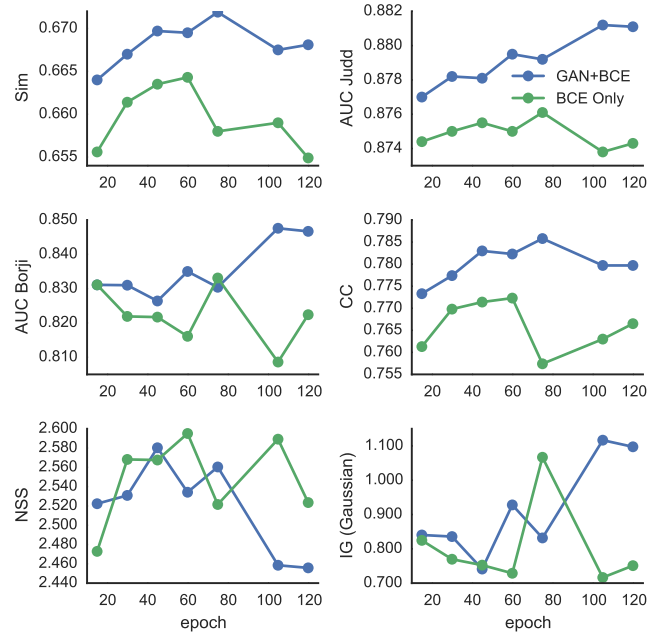 0.670
0.665
0.660
0.655
Sim
20 40 60 80 100 120
0.882
0.880
0.878
0.876
0.874
AUC Judd
GAN+BCE
BCE Only
20 40 60 80 100 120
0.850
0.840
0.830
0.820
0.810
AUC Borji
20 40 60 80 100 120
0.790
0.785
0.780
0.775
0.770
0.765
0.760
0.755
CC
20 40 60 80 100 120
2.600
2.580
2.560
2.540
2.520
2.500
2.480
2.460
2.440
NSS
20 40 60 80 100 120
epoch
1.100
1.000
0.900
0.800
0.700
IG (Gaussian)
20 40 60 80 100 120
epoch